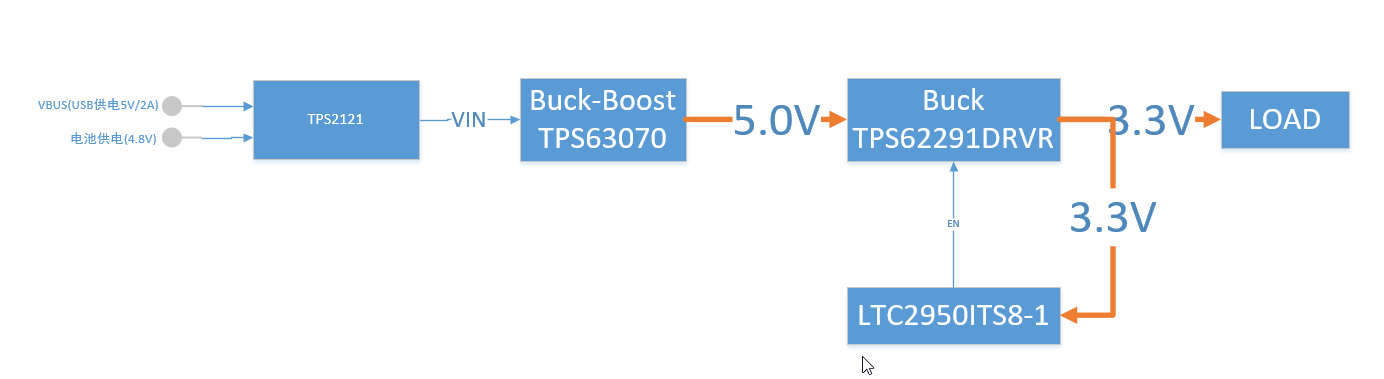 VBUS(USB供电5V/2A)
电池供电(4.8V)
TPS2121
VIN
Buck-Boost
TPS63070
5.0V
Buck
TPS62291DRVR
3.3V
LOAD
EN
3.3V
LTC2950ITS8-1